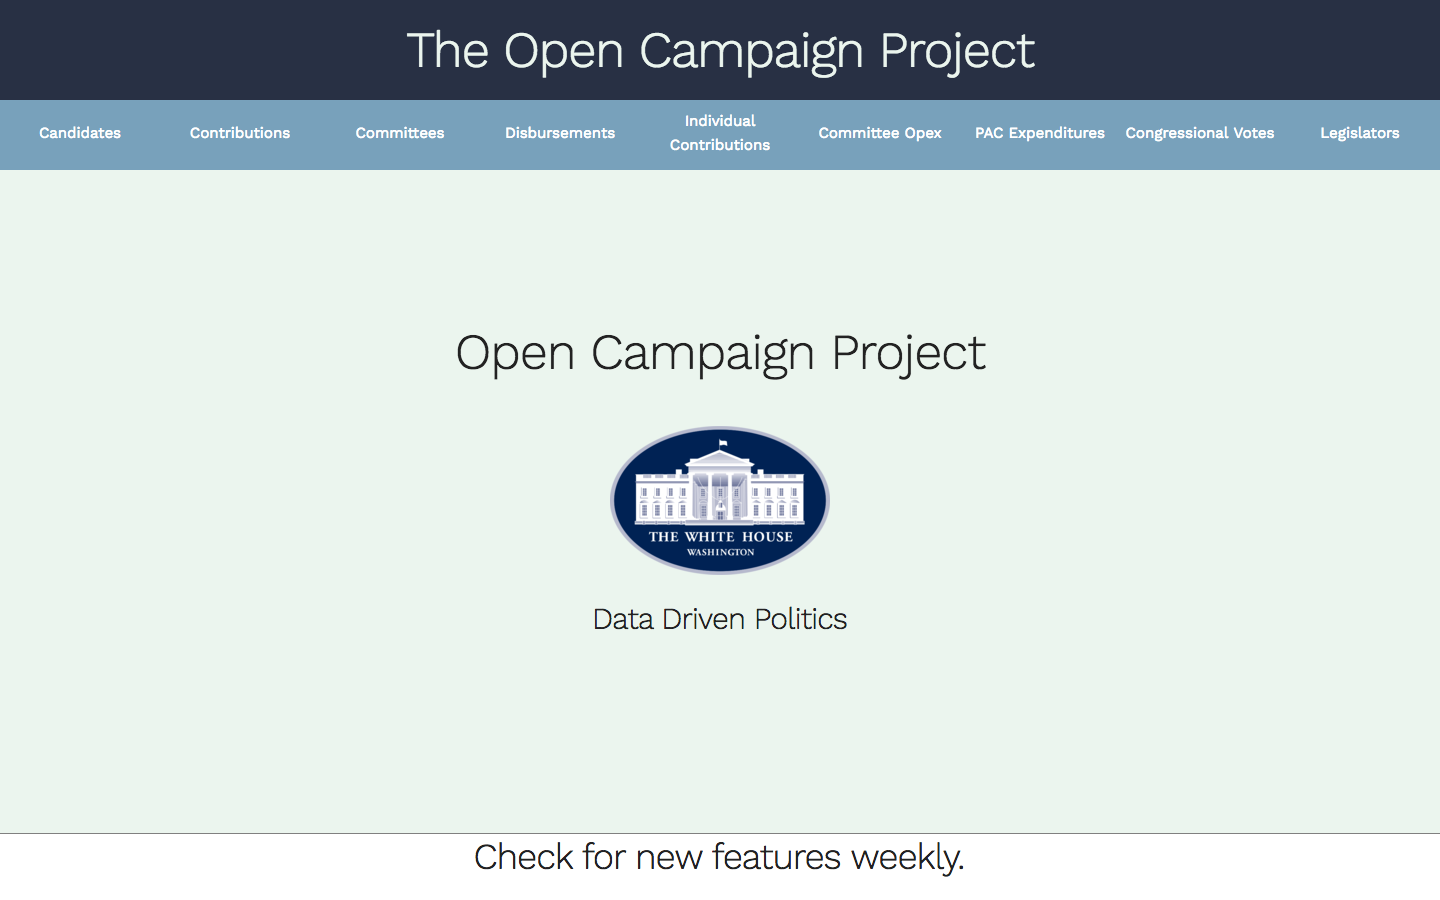 The Open Campaign Project
Candidates
Contributions
Committees
Disbursements
Individual
Contributions
Committee Opex
PAC Expenditures
Congressional Votes
Legislators
Open Campaign Project
THE WHITE HOUSE
WASHINGTON
Data Driven Politics
Check for new features weekly.